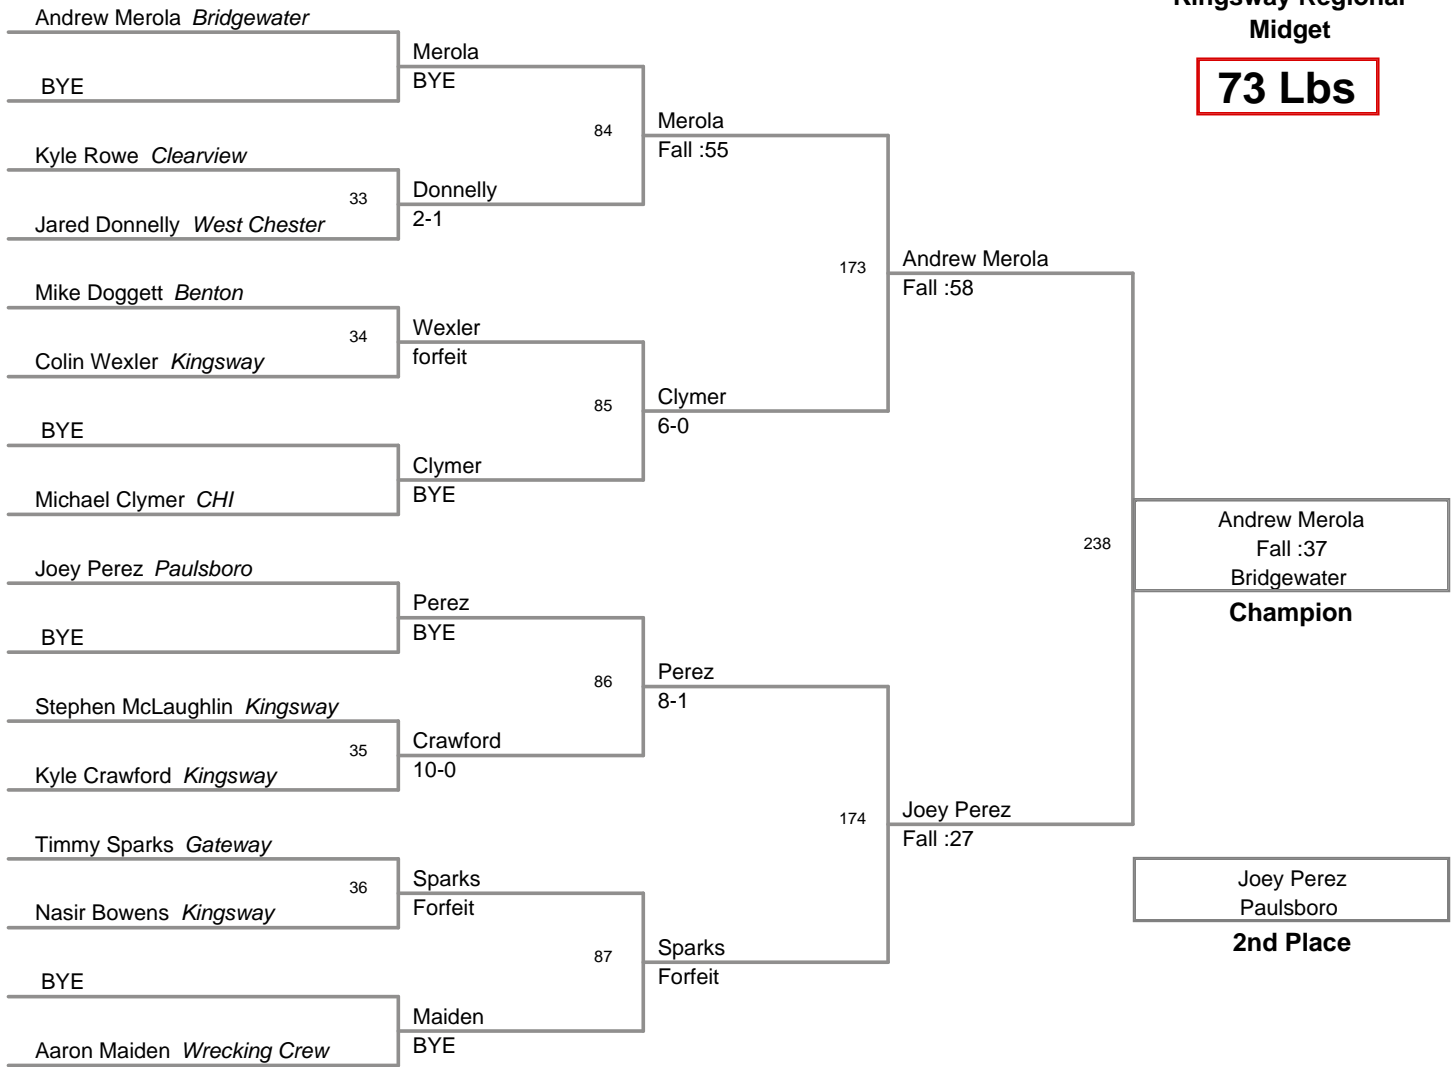 Kingsway Regional
Midget
73 Lbs
Andrew Merola Bridgewater
BYE
Kyle Rowe Clearview
Jared Donnelly West Chester
Mike Doggett Benton
Colin Wexler Kingsway
BYE
Michael Clymer CHI
Joey Perez Paulsboro
BYE
Stephen McLaughlin Kingsway
Kyle Crawford Kingsway
Timmy Sparks Gateway
Nasir Bowens Kingsway
BYE
Aaron Maiden Wrecking Crew
33
34
35
36
Merola
BYE
Donnelly
2-1
Wexler
forfeit
Clymer
BYE
Perez
BYE
Crawford
10-0
Sparks
Forfeit
Maiden
BYE
84
85
86
87
Merola
Fall :55
Clymer
6-0
Perez
8-1
Sparks
Forfeit
173
174
Andrew Merola
Fall :58
Joey Perez
Fall :27
238
Andrew Merola
Fall :37
Bridgewater
Champion
Joey Perez
Paulsboro
2nd Place